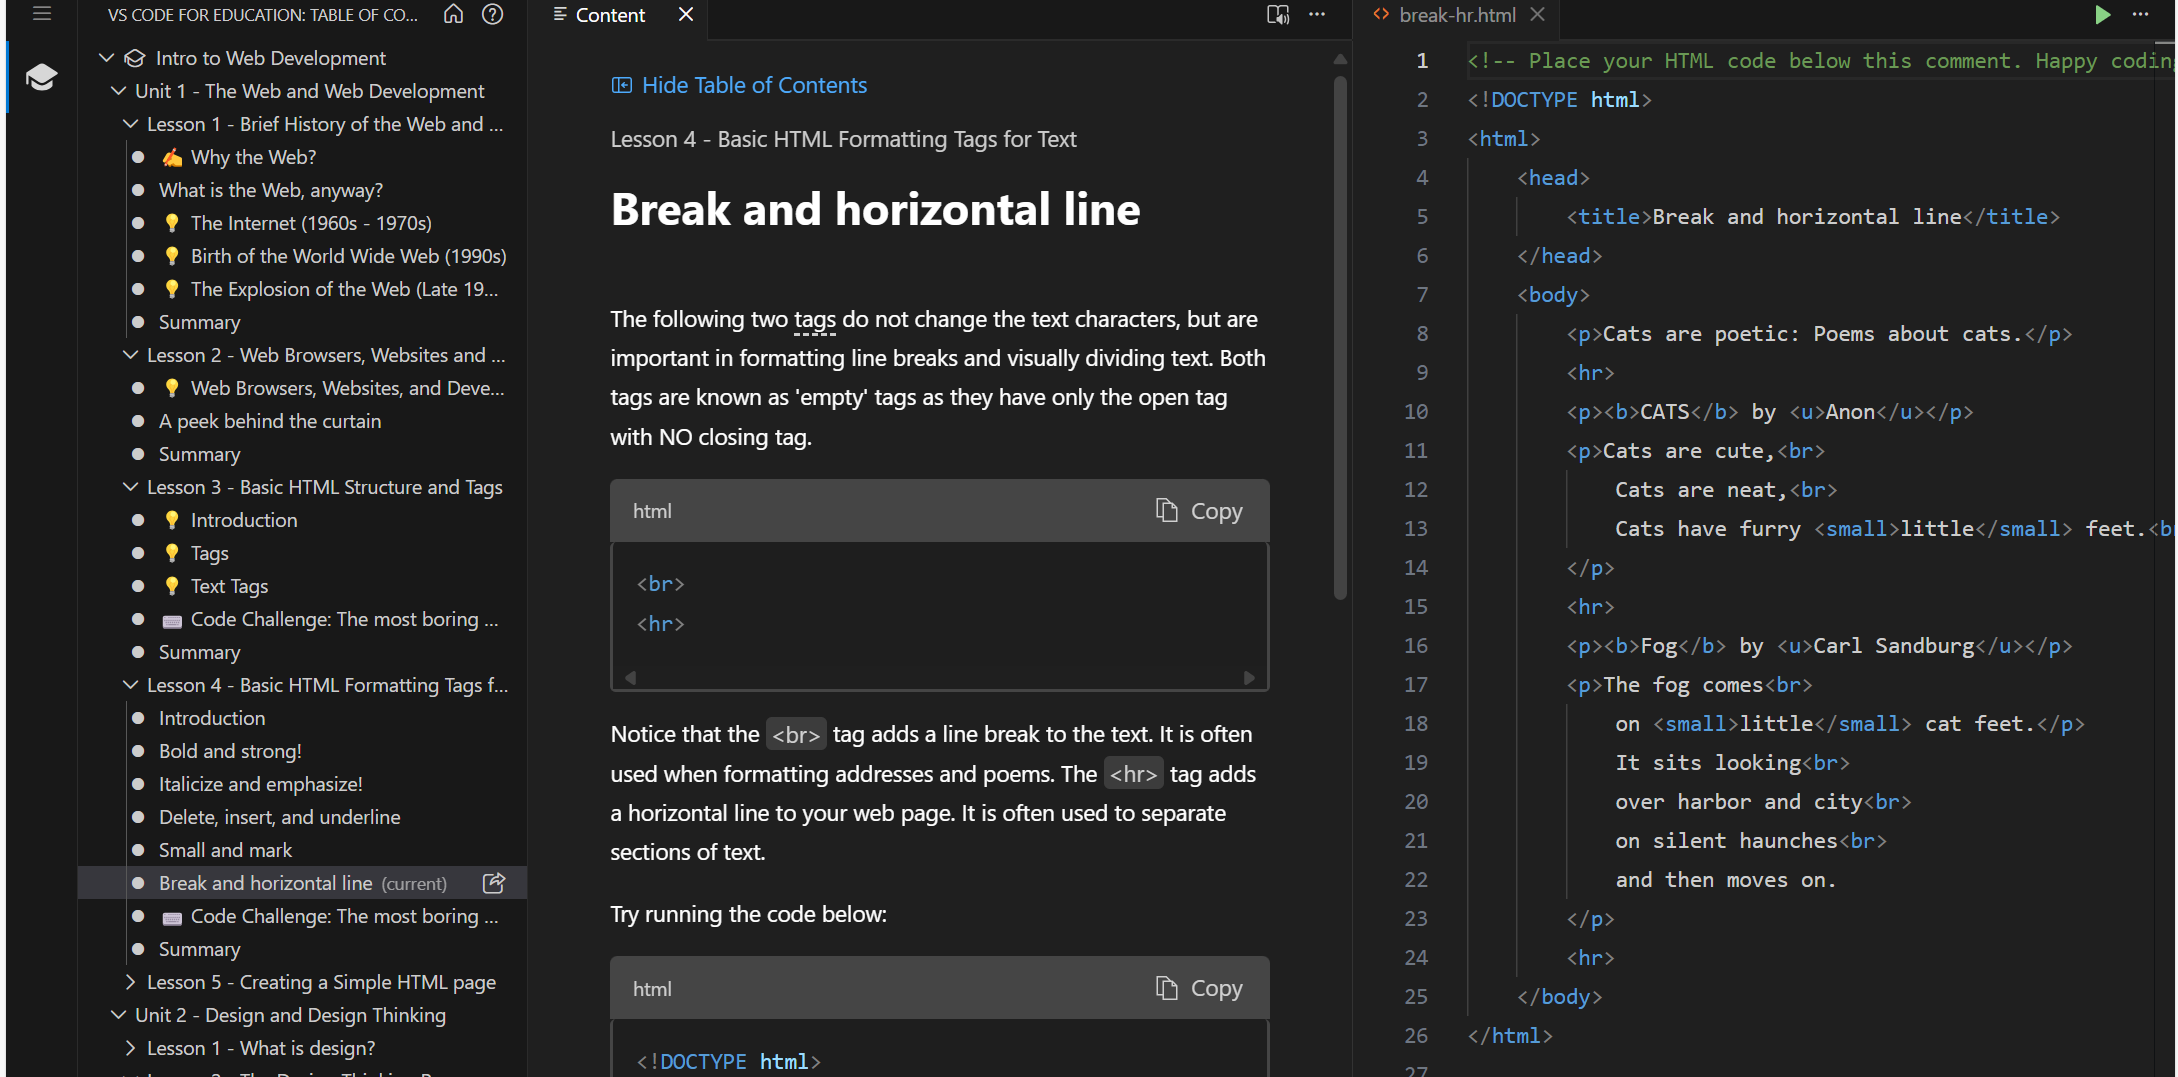 VS CODE FOR EDUCATION: TABLE OF CO...
Intro to Web Development
Unit 1 - The Web and Web Development
Lesson 1 - Brief History of the Web and ...
✍️ Why the Web?
What is the Web, anyway?
💡 The Internet (1960s - 1970s)
💡 Birth of the World Wide Web (1990s)
💡 The Explosion of the Web (Late 19...
Summary
Lesson 2 - Web Browsers, Websites and ...
💡 Web Browsers, Websites, and Deve...
A peek behind the curtain
Summary
Lesson 3 - Basic HTML Structure and Tags
💡 Introduction
💡 Tags
💡 Text Tags
Code Challenge: The most boring ...
Summary
Lesson 4 - Basic HTML Formatting Tags f...
Introduction
Bold and strong!
Italicize and emphasize!
Delete, insert, and underline
Small and mark
Break and horizontal line (current)
Code Challenge: The most boring ...
Summary
Lesson 5 - Creating a Simple HTML page
Unit 2 - Design and Design Thinking
Lesson 1 - What is design?
Content
Hide Table of Contents
Lesson 4 - Basic HTML Formatting Tags for Text
Break and horizontal line
The following two tags do not change the text characters, but are
important in formatting line breaks and visually dividing text. Both
tags are known as 'empty' tags as they have only the open tag
with NO closing tag.
html Copy
<br>
<hr>
Notice that the <br> tag adds a line break to the text. It is often
used when formatting addresses and poems. The <hr> tag adds
a horizontal line to your web page. It is often used to separate
sections of text.
Try running the code below:
html Copy
<!DOCTYPE html>
break-hr.html
1 <!-- Place your HTML code below this comment. Happy coding
2 <!DOCTYPE html>
3 <html>
4 <head>
5 <title>Break and horizontal line</title>
6 </head>
7 <body>
8 <p>Cats are poetic: Poems about cats.</p>
9 <hr>
10 <p><b>CATS</b> by <u>Anon</u></p>
11 <p>Cats are cute,<br>
12 Cats are neat,<br>
13 Cats have furry <small>little</small> feet.<br
14 </p>
15 <hr>
16 <p><b>Fog</b> by <u>Carl Sandburg</u></p>
17 <p>The fog comes<br>
18 on <small>little</small> cat feet.</p>
19 It sits looking<br>
20 over harbor and city<br>
21 on silent haunches<br>
22 and then moves on.
23 </p>
24 <hr>
25 </body>
26 </html>
27